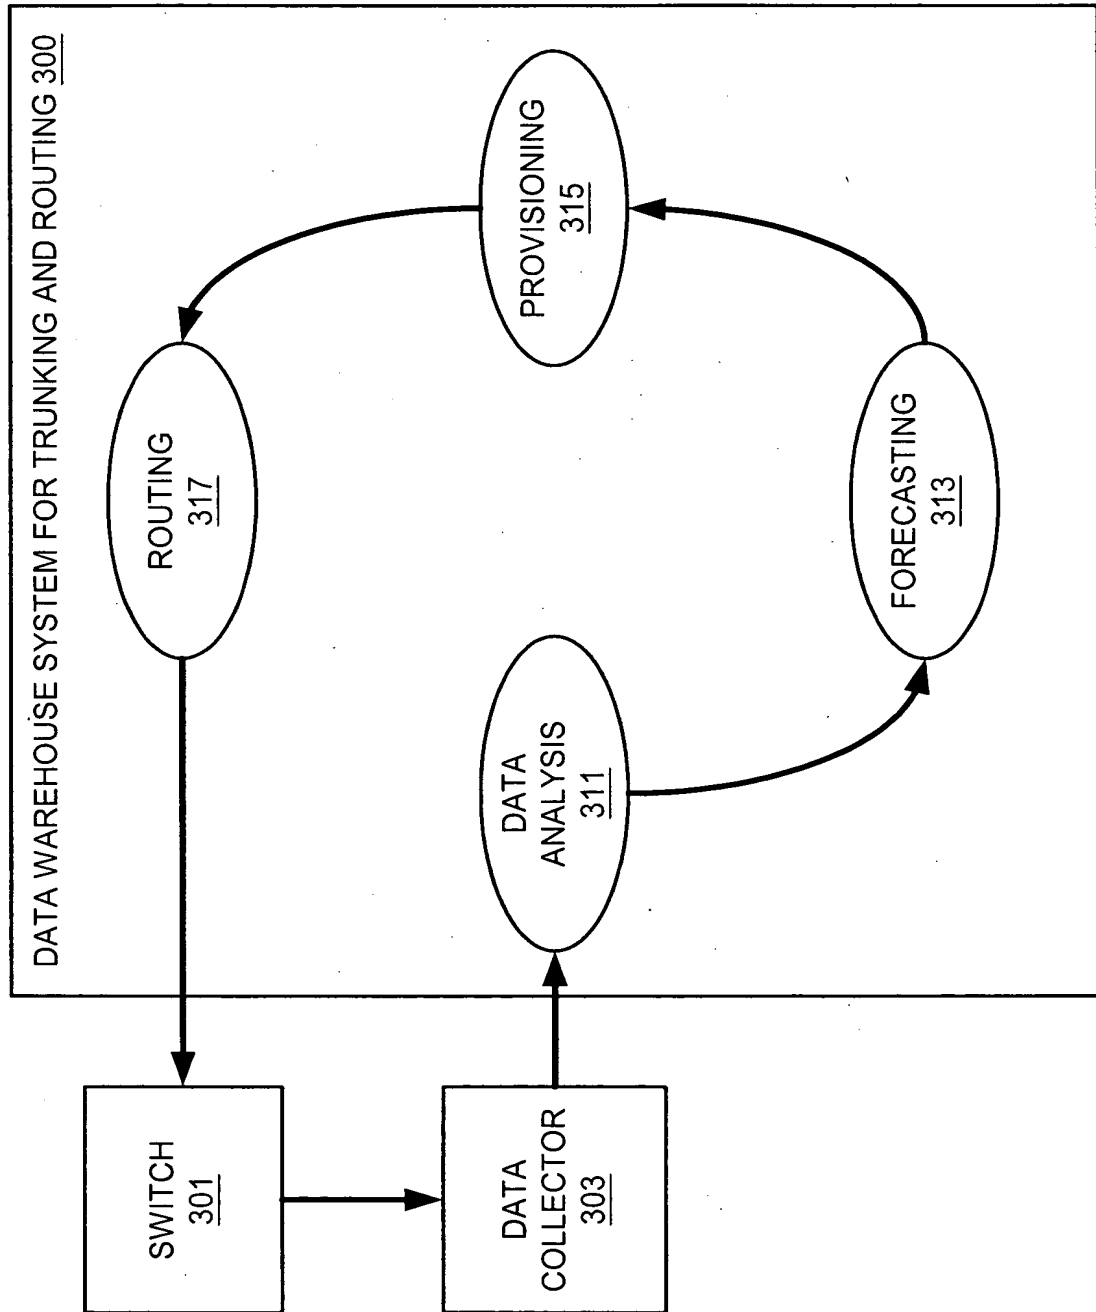 DATA WAREHOUSE SYSTEM FOR TRUNKING AND ROUTING 300
SWITCH
301
ROUTING
317
DATA
COLLECTOR
303
DATA
ANALYSIS
311
PROVISIONING
315
FORECASTING
313